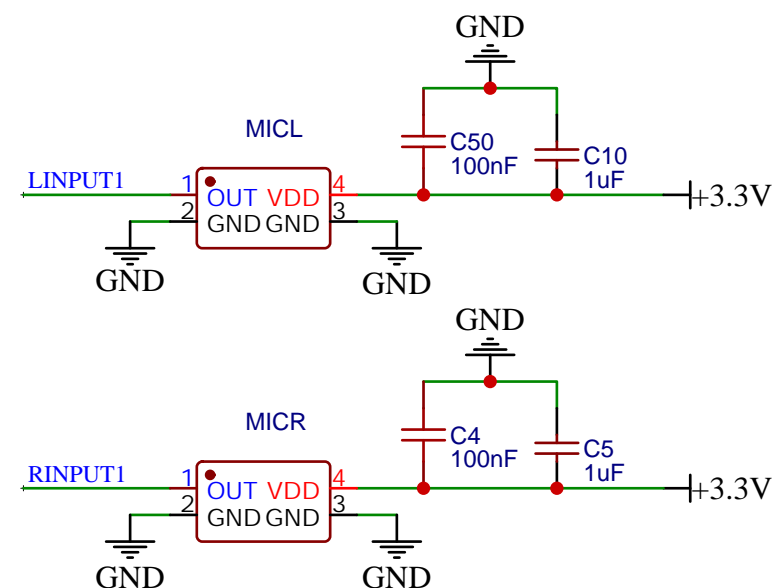 GND
MICL
C50
100nF
C10
1uF
LINPUT1
1
OUT VDD
4
+3.3V
2
GND GND
3
GND
GND
GND
MICR
C4
100nF
C5
1uF
RINPUT1
1
OUT VDD
4
+3.3V
2
GND GND
3
GND
GND